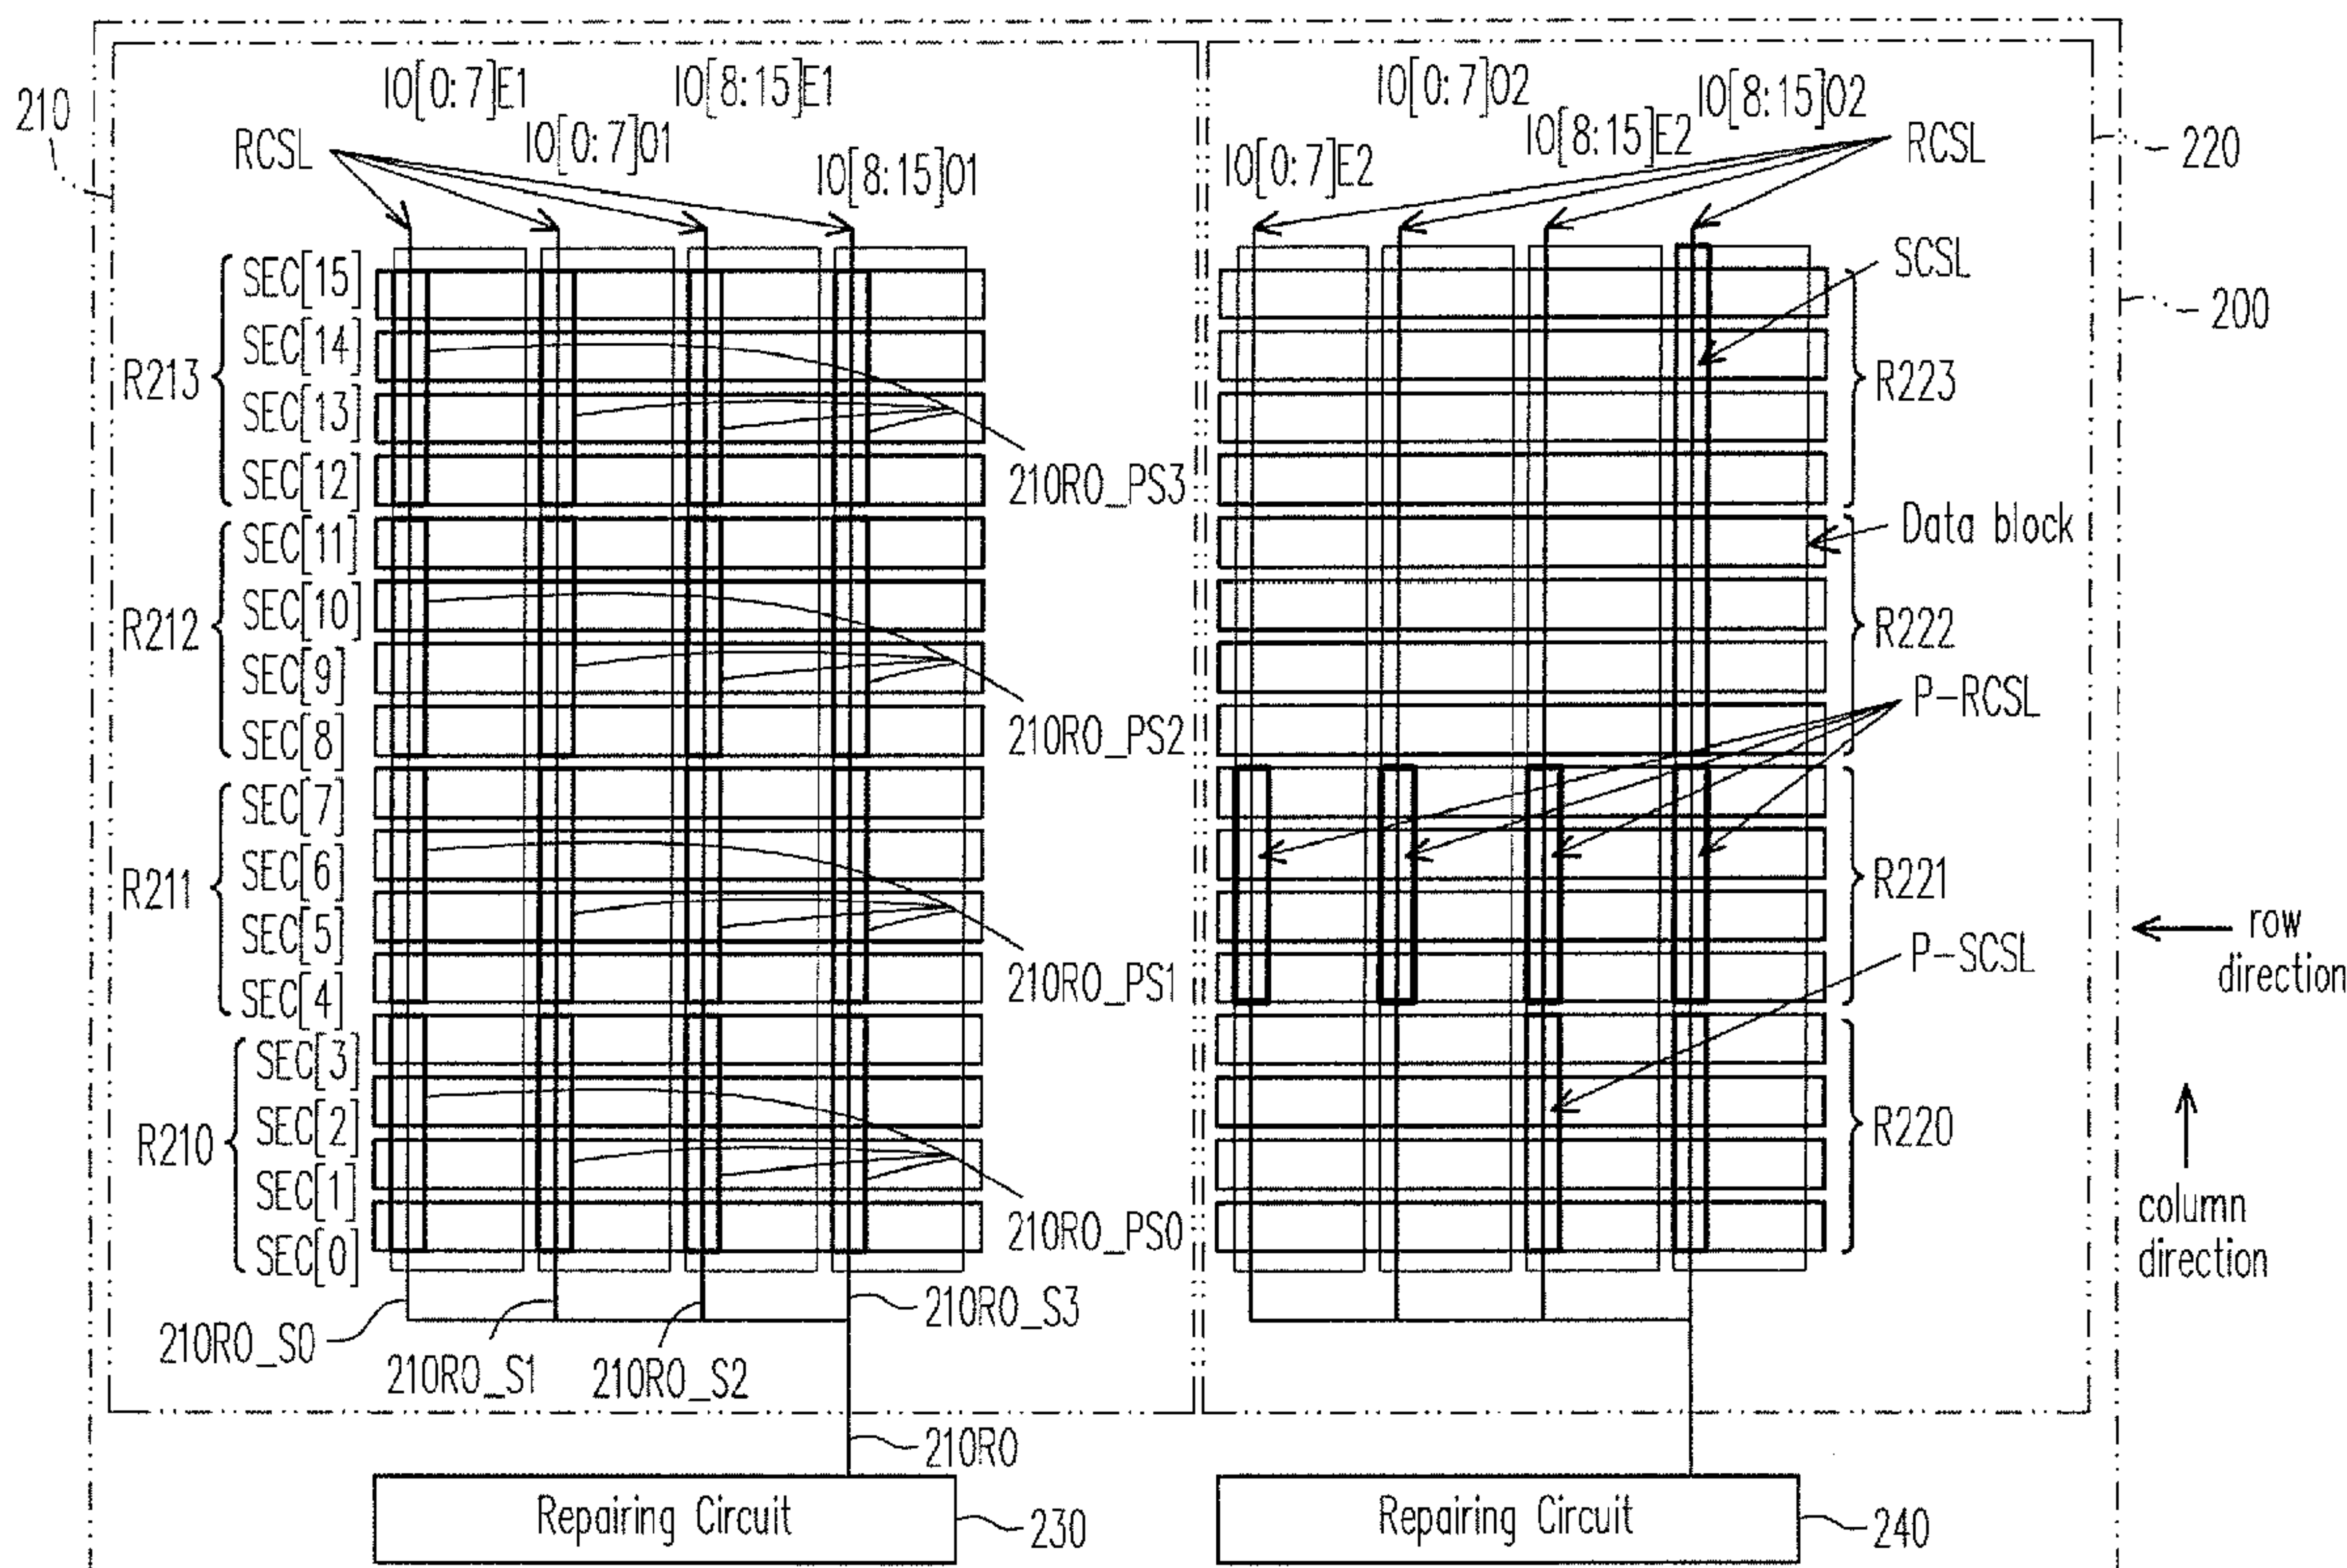 210
RCSL
IO[0:7]E1
IO[0:7]O1
IO[8:15]E1
IO[8:15]O1
IO[0:7]E2
IO[0:7]O2
IO[8:15]E2
IO[8:15]O2
RCSL
220
SCSL
200
R213
SEC[15]
SEC[14]
SEC[13]
SEC[12]
210RO_PS3
R223
Data block
R212
SEC[11]
SEC[10]
SEC[9]
SEC[8]
210RO_PS2
R222
P-RCSL
R211
SEC[7]
SEC[6]
SEC[5]
SEC[4]
210RO_PS1
R221
P-SCSL
row
direction
R210
SEC[3]
SEC[2]
SEC[1]
SEC[0]
210RO_PS0
R220
column
direction
210RO_S0
210RO_S1
210RO_S2
210RO_S3
210RO
Repairing Circuit
230
Repairing Circuit
240